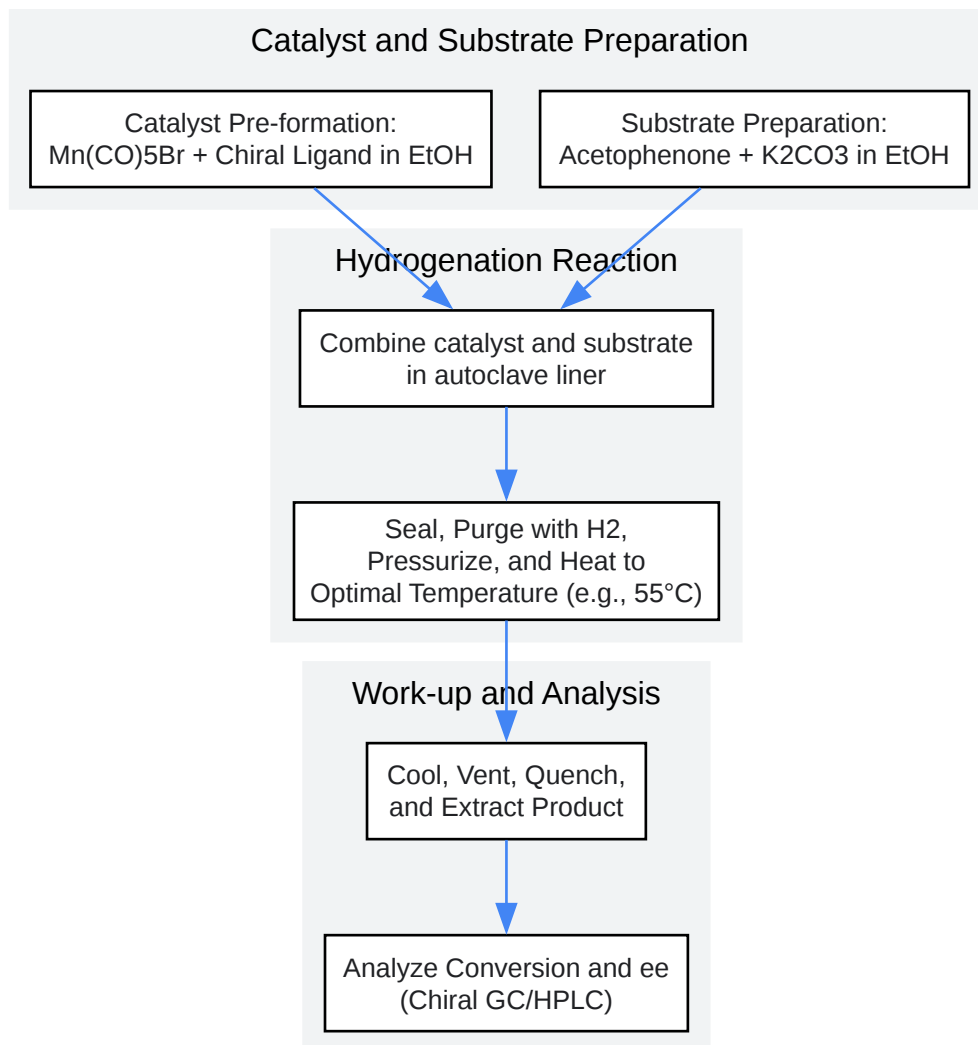 Catalyst and Substrate Preparation
Catalyst Pre-formation:
Mn(CO)5Br + Chiral Ligand in EtOH
Substrate Preparation:
Acetophenone + K2CO3 in EtOH
Hydrogenation Reaction
Combine catalyst and substrate
in autoclave liner
Seal, Purge with H2,
Pressurize, and Heat to
Optimal Temperature (e.g., 55°C)
Work-up and Analysis
Cool, Vent, Quench,
and Extract Product
Analyze Conversion and ee
(Chiral GC/HPLC)